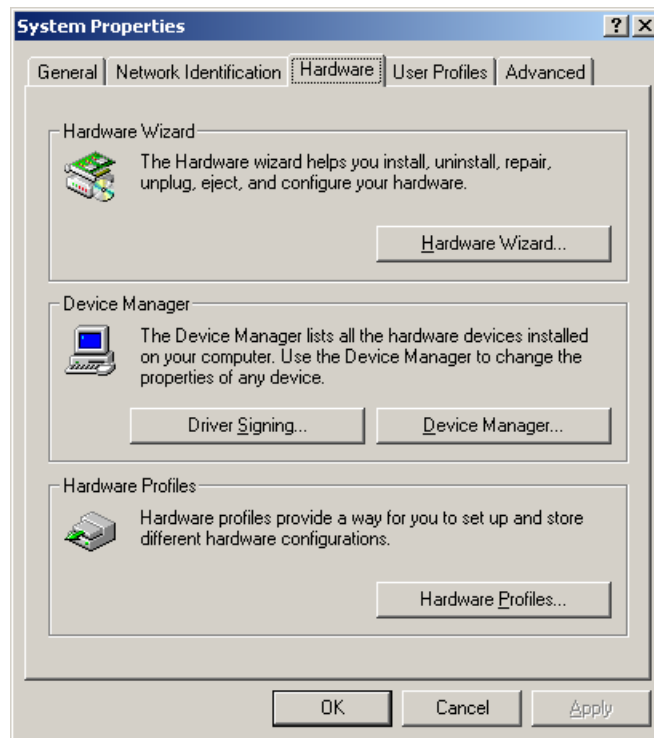 System Properties
General
Network Identification
Hardware
User Profiles
Advanced
Hardware Wizard
The Hardware wizard helps you install, uninstall, repair,
unplug, eject, and configure your hardware.
Hardware Wizard...
Device Manager
The Device Manager lists all the hardware devices installed
on your computer. Use the Device Manager to change the
properties of any device.
Driver Signing...
Device Manager...
Hardware Profiles
Hardware profiles provide a way for you to set up and store
different hardware configurations.
Hardware Profiles...
OK
Cancel
Apply